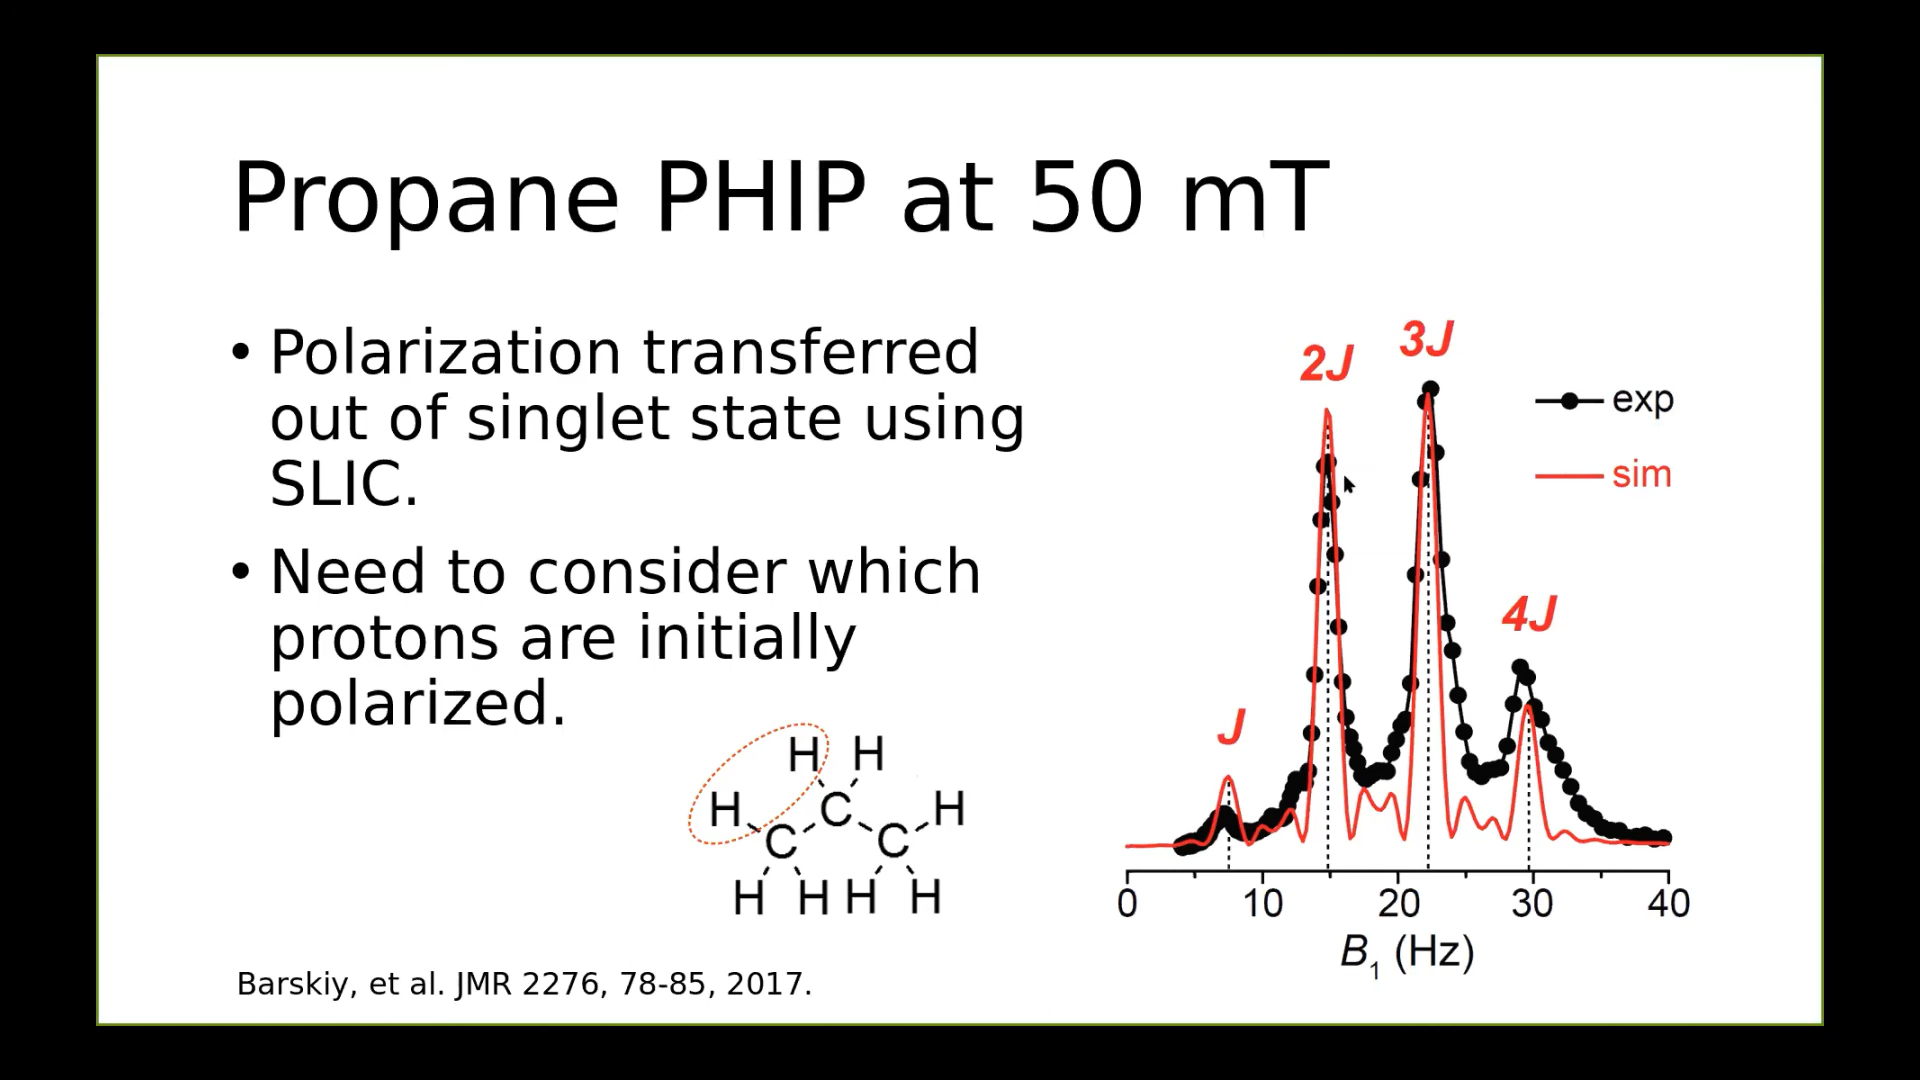 Propane PHIP at 50 mT
• Polarization transferred
out of singlet state using
SLIC.
• Need to consider which
protons are initially
polarized.
H H
H C H
C C
H H H H
Barskiy, et al. JMR 2276, 78-85, 2017.
3J
2J
exp
sim
4J
J
0 10 20 30 40
B1 (Hz)